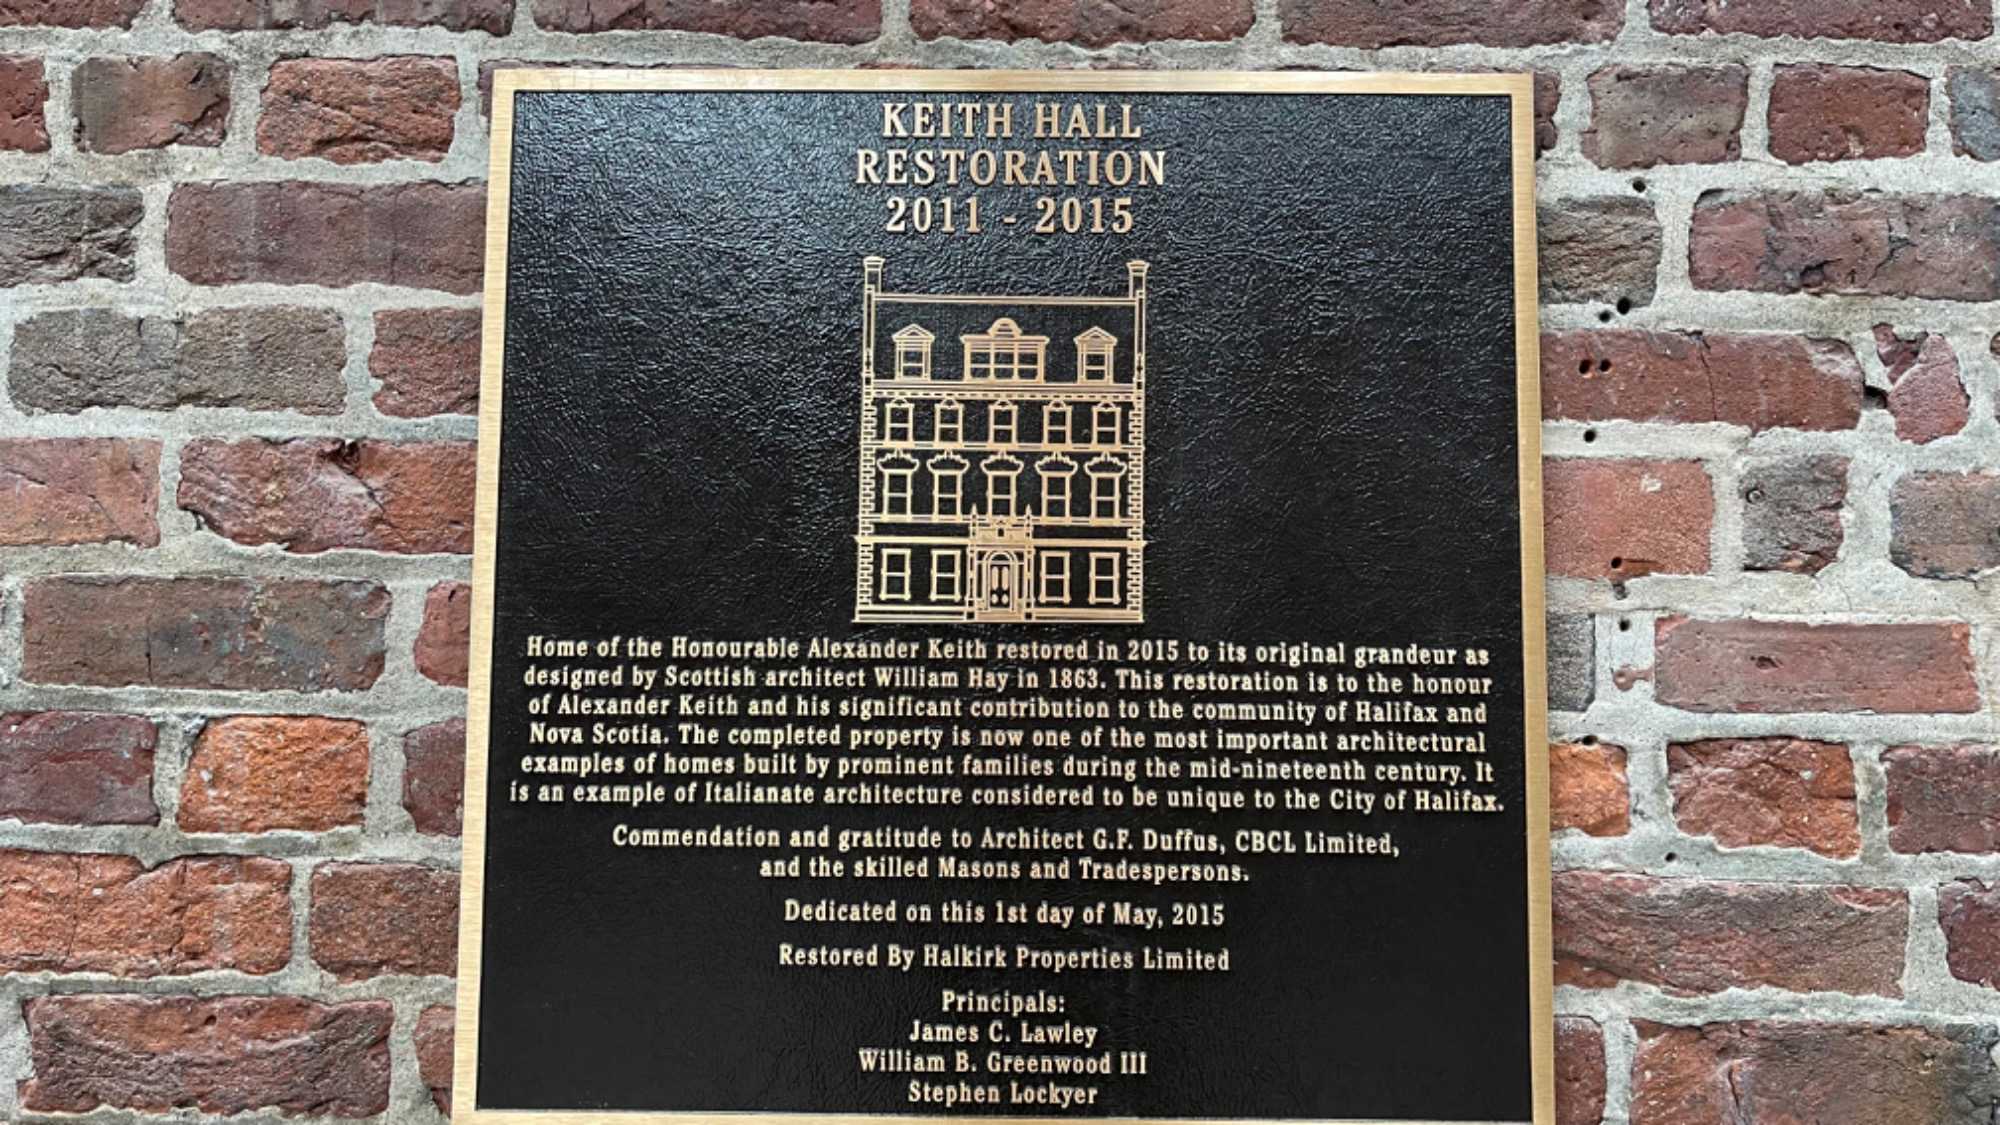 KEITH HALL
RESTORATION
2011 - 2015
Home of the Honourable Alexander Keith restored in 2015 to its original grandeur as
designed by Scottish architect William Hay in 1863. This restoration is to the honour
of Alexander Keith and his significant contribution to the community of Halifax and
Nova Scotia. The completed property is now one of the most important architectural
examples of homes built by prominent families during the mid-nineteenth century. It
is an example of Italianate architecture considered to be unique to the City of Halifax.
Commendation and gratitude to Architect G.F. Duffus, CBCL Limited,
and the skilled Masons and Tradespersons.
Dedicated on this 1st day of May, 2015
Restored By Halkirk Properties Limited
Principals:
James C. Lawley
William B. Greenwood III
Stephen Lockyer